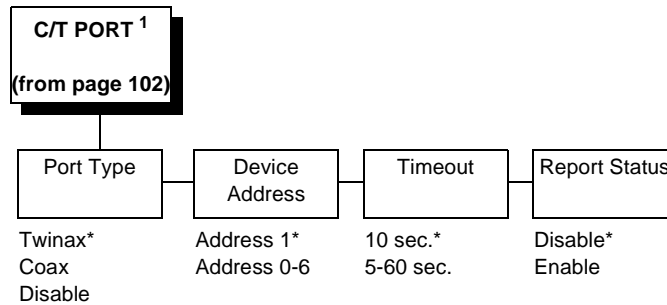 C/T PORT 1
(from page 102)
Port Type
Device
Address
Timeout
Report Status
Twinax*
Coax
Disable
Address 1*
Address 0-6
10 sec.*
5-60 sec.
Disable*
Enable